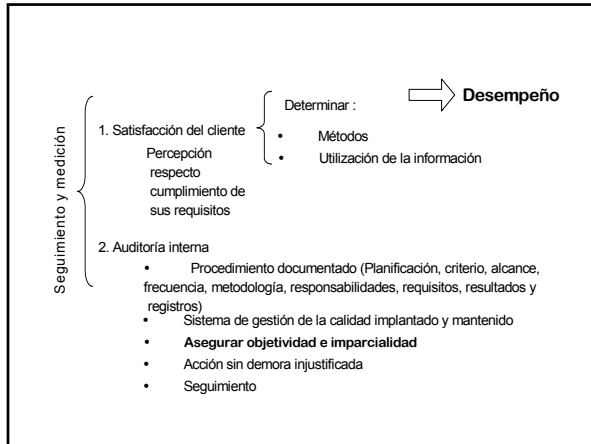 Seguimiento y medición
Determinar :
Desempeño
1. Satisfacción del cliente
• Métodos
Percepción
• Utilización de la información
respecto
cumplimiento de
sus requisitos
2. Auditoría interna
• Procedimiento documentado (Planificación, criterio, alcance,
frecuencia, metodología, responsabilidades, requisitos, resultados y
registros)
• Sistema de gestión de la calidad implantado y mantenido
• Asegurar objetividad e imparcialidad
• Acción sin demora injustificada
• Seguimiento